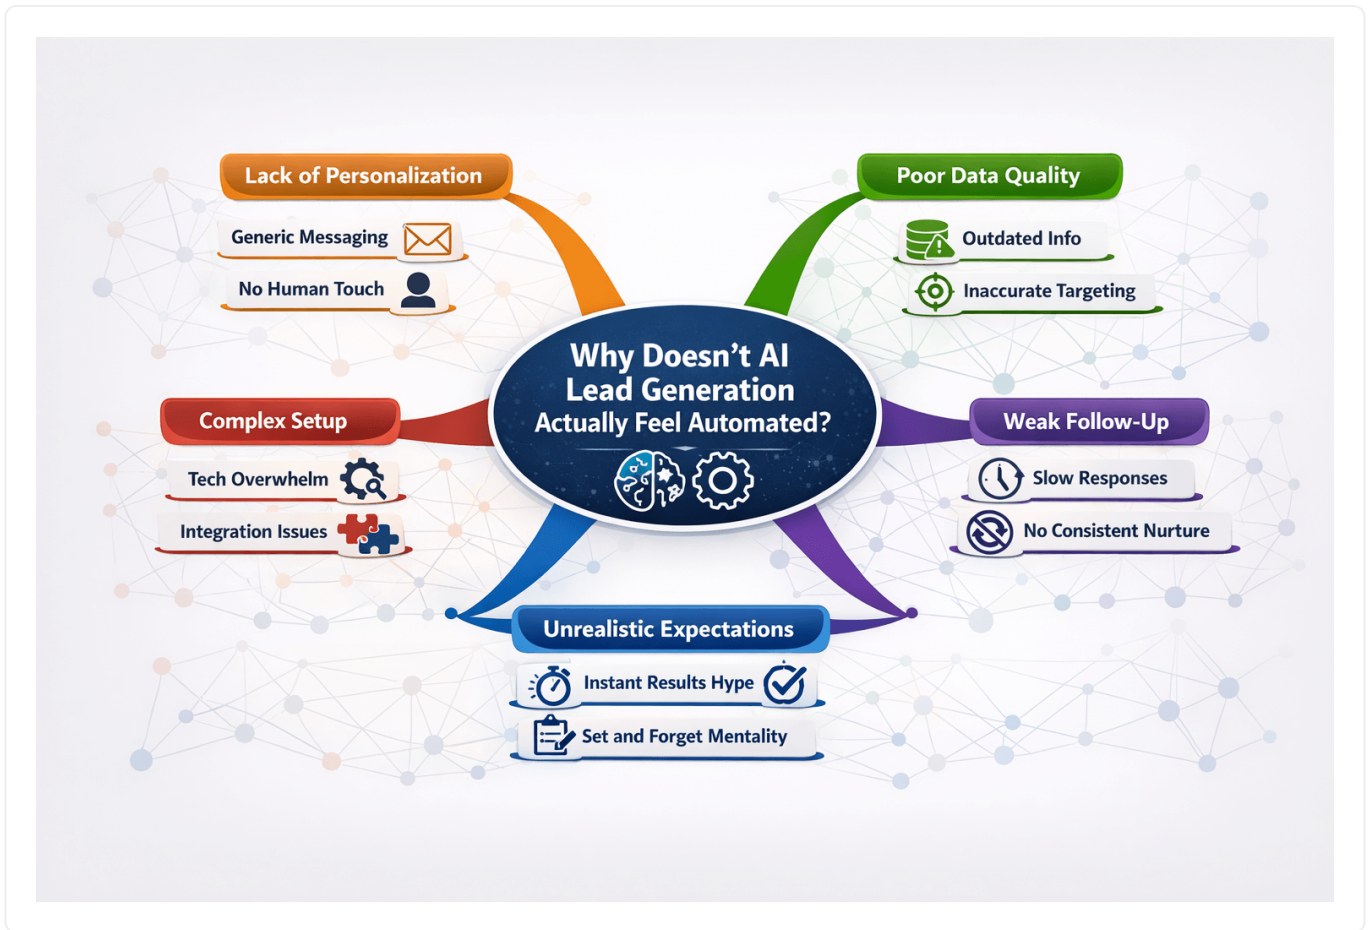 Why Doesn't AI
Lead Generation
Actually Feel Automated?
Lack of Personalization
Generic Messaging
No Human Touch
Poor Data Quality
Outdated Info
Inaccurate Targeting
Complex Setup
Tech Overwhelm
Integration Issues
Weak Follow-Up
Slow Responses
No Consistent Nurture
Unrealistic Expectations
Instant Results Hype
Set and Forget Mentality